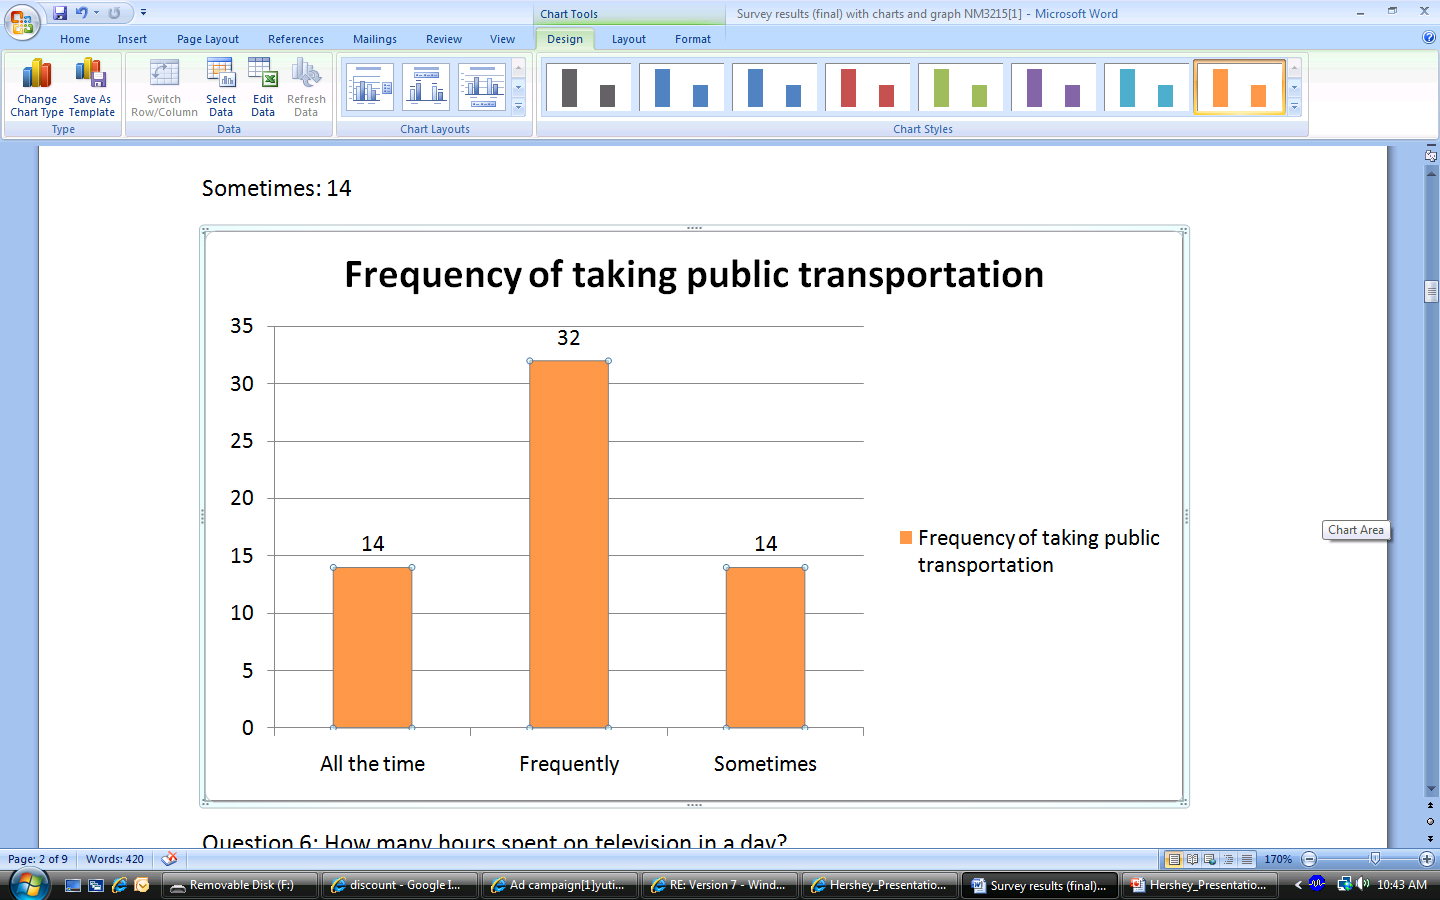 Chart Tools
Survey results (final) with charts and graph NM3215[1] - Microsoft Word
Home Insert Page Layout References Mailings Review View Design Layout Format
Change Chart Type
Save As Template
Switch Row/Column
Select Data
Edit Data
Refresh Data
Type Data Chart Layouts Chart Styles
Sometimes: 14
Frequency of taking public transportation
35
30
25
20
15
10
5
0
14
32
14
All the time Frequently Sometimes
Frequency of taking public
transportation
Chart Area
Question 6: How many hours spent on television in a day?
Page: 2 of 9 Words: 420 170%
Removable Disk (F:) discount - Google I... Ad campaign[1]yuti... RE: Version 7 - Wind... Hershey_Presentatio... Survey results (final)... Hershey_Presentatio... 10:43 AM